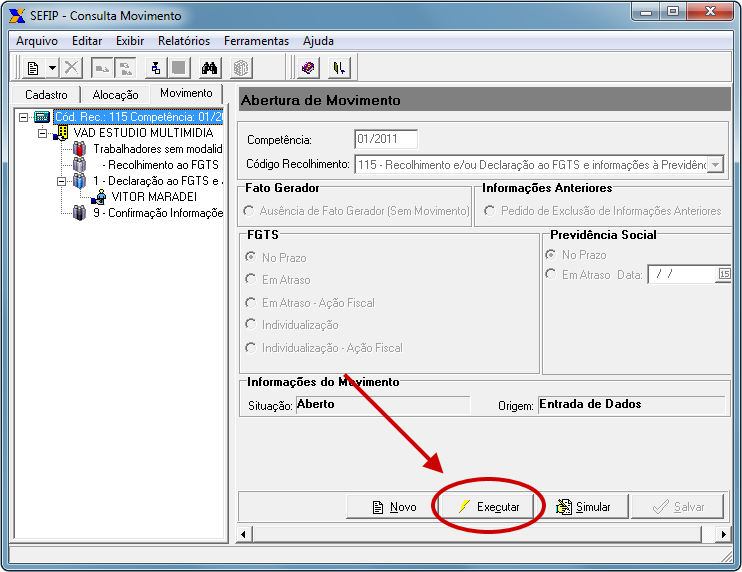 SEFIP - Consulta Movimento
Arquivo Editar Exibir Relatórios Ferramentas Ajuda
Cadastro Alocação Movimento
Cód. Rec.: 115 Competência: 01/20
VAD ESTUDIO MULTIMIDIA
Trabalhadores sem modalid
- Recolhimento ao FGTS
1 - Declaração ao FGTS e
VITOR MARADEI
9 - Confirmação Informaçõe
Abertura de Movimento
Competência: 01/2011
Código Recolhimento: 115 - Recolhimento e/ou Declaração ao FGTS e informações à Previdênc
Fato Gerador
Ausência de Fato Gerador (Sem Movimento)
Informações Anteriores
Pedido de Exclusão de Informações Anteriores
FGTS
No Prazo
Em Atraso
Em Atraso - Ação Fiscal
Individualização
Individualização - Ação Fiscal
Previdência Social
No Prazo
Em Atraso Data: / / 15
Informações do Movimento
Situação: Aberto Origem: Entrada de Dados
Novo Executar Simular Salvar